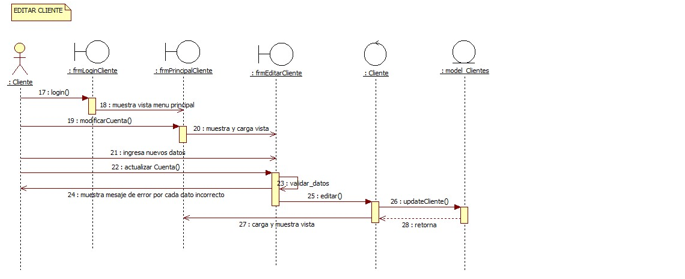 EDITAR CLIENTE
: Cliente
: frmLoginCliente
: frmPrincipalCliente
: frmEditarCliente
: Cliente
: model_Clientes
17 : login()
18 : muestra vista menu principal
19 : modificarCuenta()
20 : muestra y carga vista
21 : ingresa nuevos datos
22 : actualizar Cuenta()
23 : validar_datos
24 : muestra mesaje de error por cada dato incorrecto
25 : editar()
26 : updateCliente()
27 : carga y muestra vista
28 : retorna